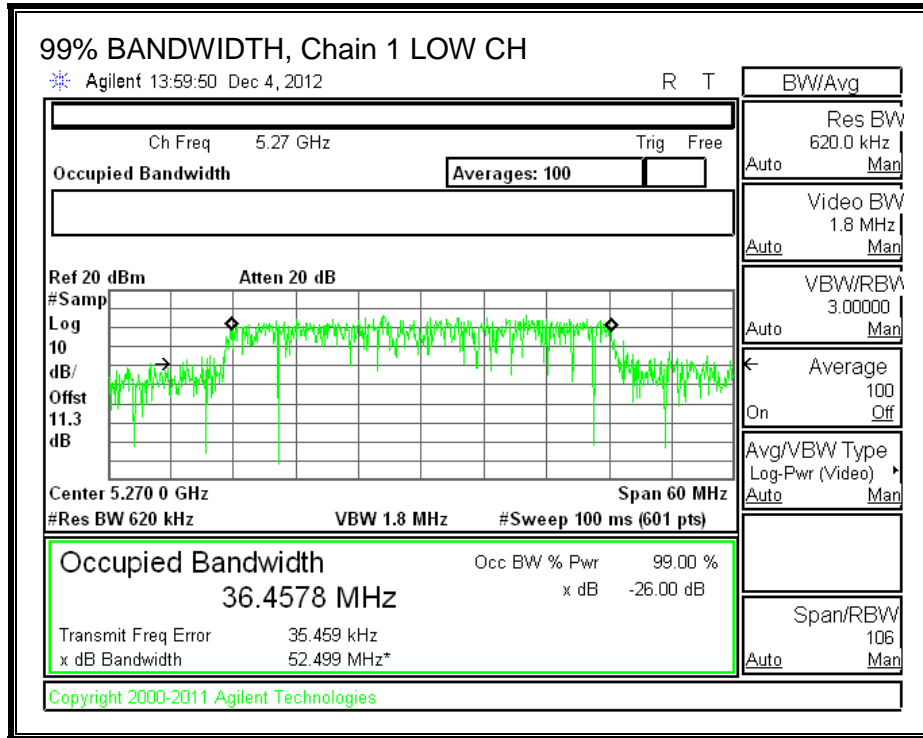 99% BANDWIDTH, Chain 1 LOW CH
Agilent 13:59:50 Dec 4, 2012 R T
Ch Freq 5.27 GHz Trig Free
Occupied Bandwidth Averages: 100
Ref 20 dBm Atten 20 dB
#Samp
Log
10
dB/
Offst
11.3
dB
Center 5.270 0 GHz Span 60 MHz
#Res BW 620 kHz VBW 1.8 MHz #Sweep 100 ms (601 pts)
Occupied Bandwidth Occ BW % Pwr 99.00 %
36.4578 MHz x dB -26.00 dB
Transmit Freq Error 35.459 kHz
x dB Bandwidth 52.499 MHz*
Copyright 2000-2011 Agilent Technologies
BW/Avg
Res BW
620.0 kHz
Auto Man
Video BW
1.8 MHz
Auto Man
VBW/RBW
3.00000
Auto Man
Average
100
On Off
Avg/VBW Type
Log-Pwr (Video)
Auto Man
Span/RBW
106
Auto Man